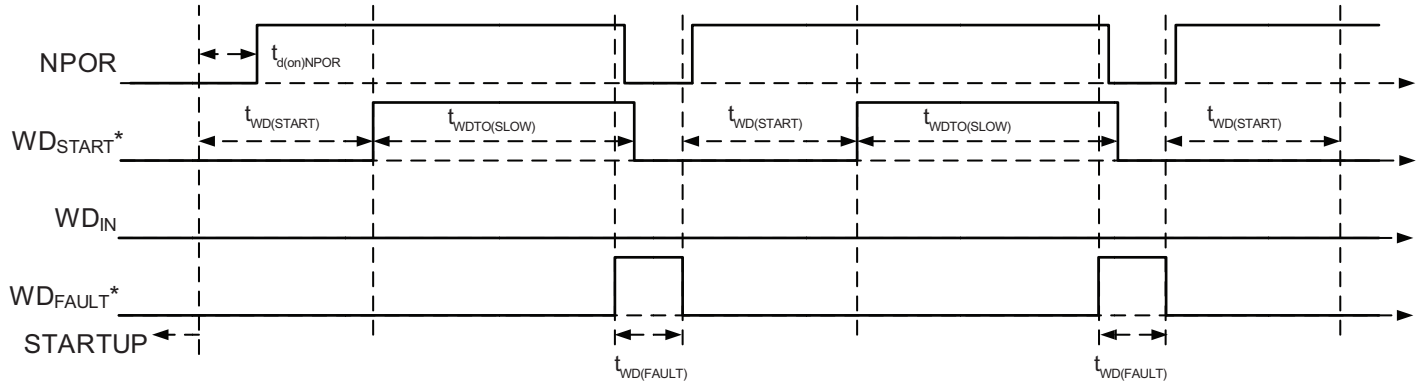 NPOR
t_d(on)NPOR
WD_START*
t_WD(START)
t_WDTO(SLOW)
t_WD(START)
t_WDTO(SLOW)
t_WD(START)
WD_IN
WD_FAULT*
STARTUP
t_WD(FAULT)
t_WD(FAULT)